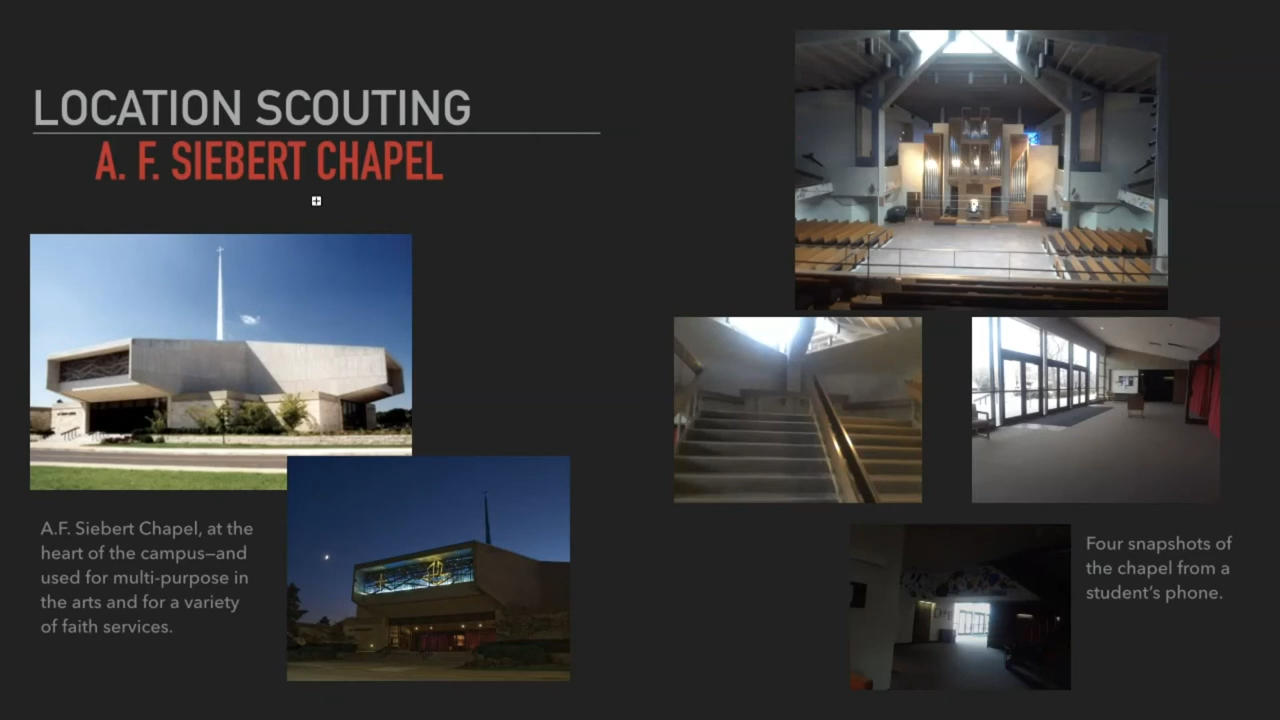 LOCATION SCOUTING
A. F. SIEBERT CHAPEL
A.F. Siebert Chapel, at the
heart of the campus—and
used for multi-purpose in
the arts and for a variety
of faith services.
Four snapshots of
the chapel from a
student's phone.